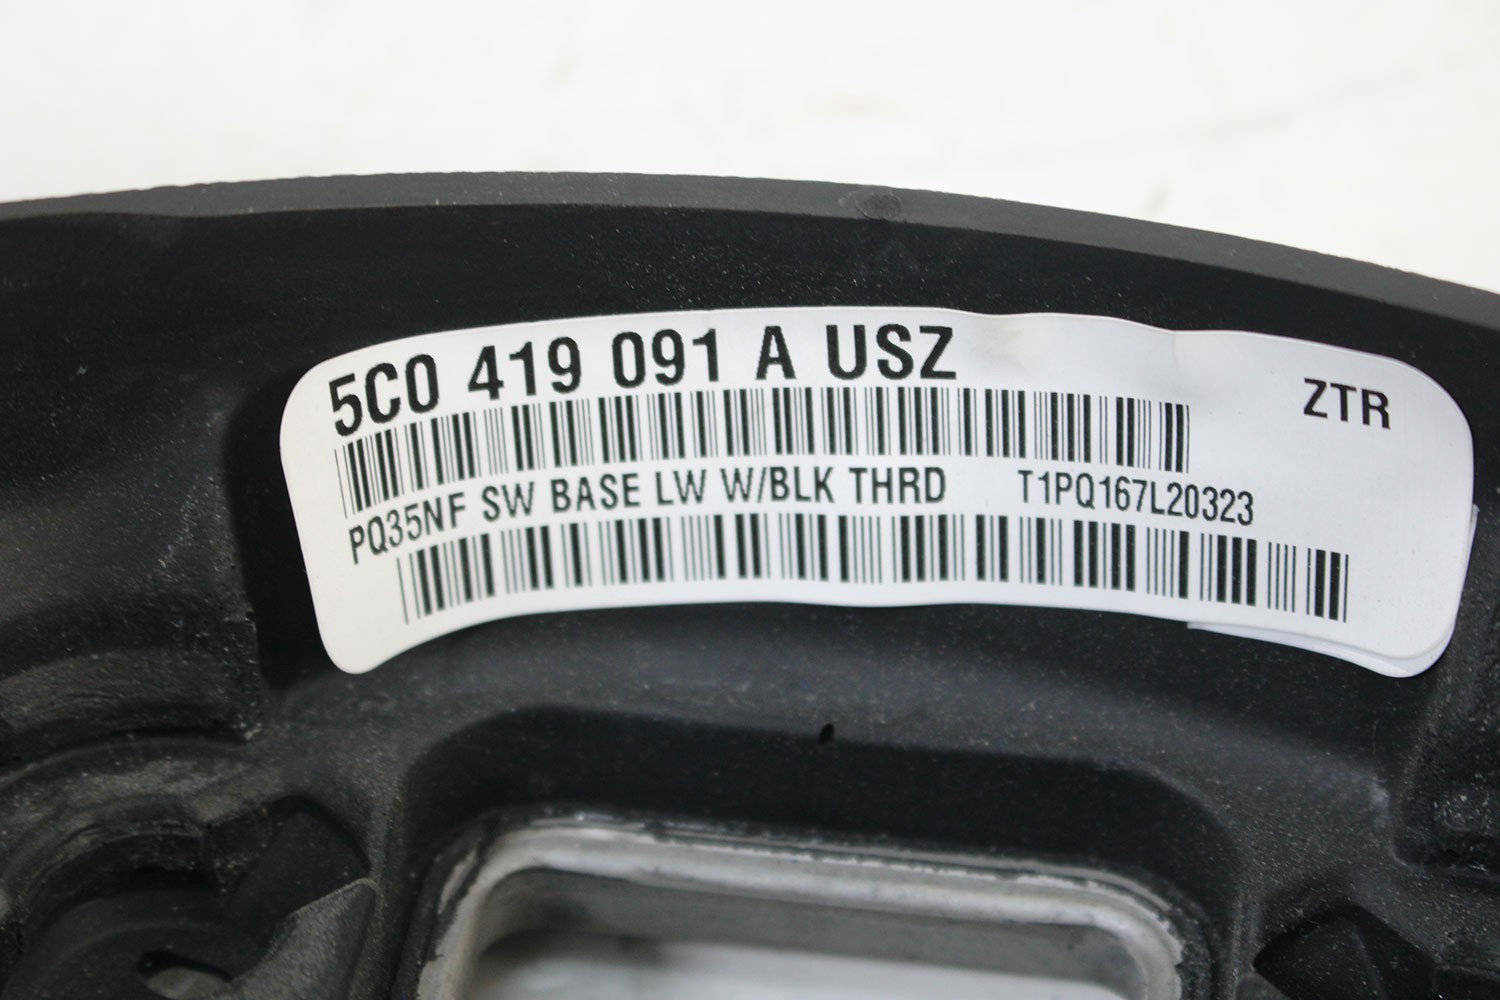 5C0 419 091 A USZ
ZTR
PQ35NF SW BASE LW W/BLK THRD T1PQ167L20323